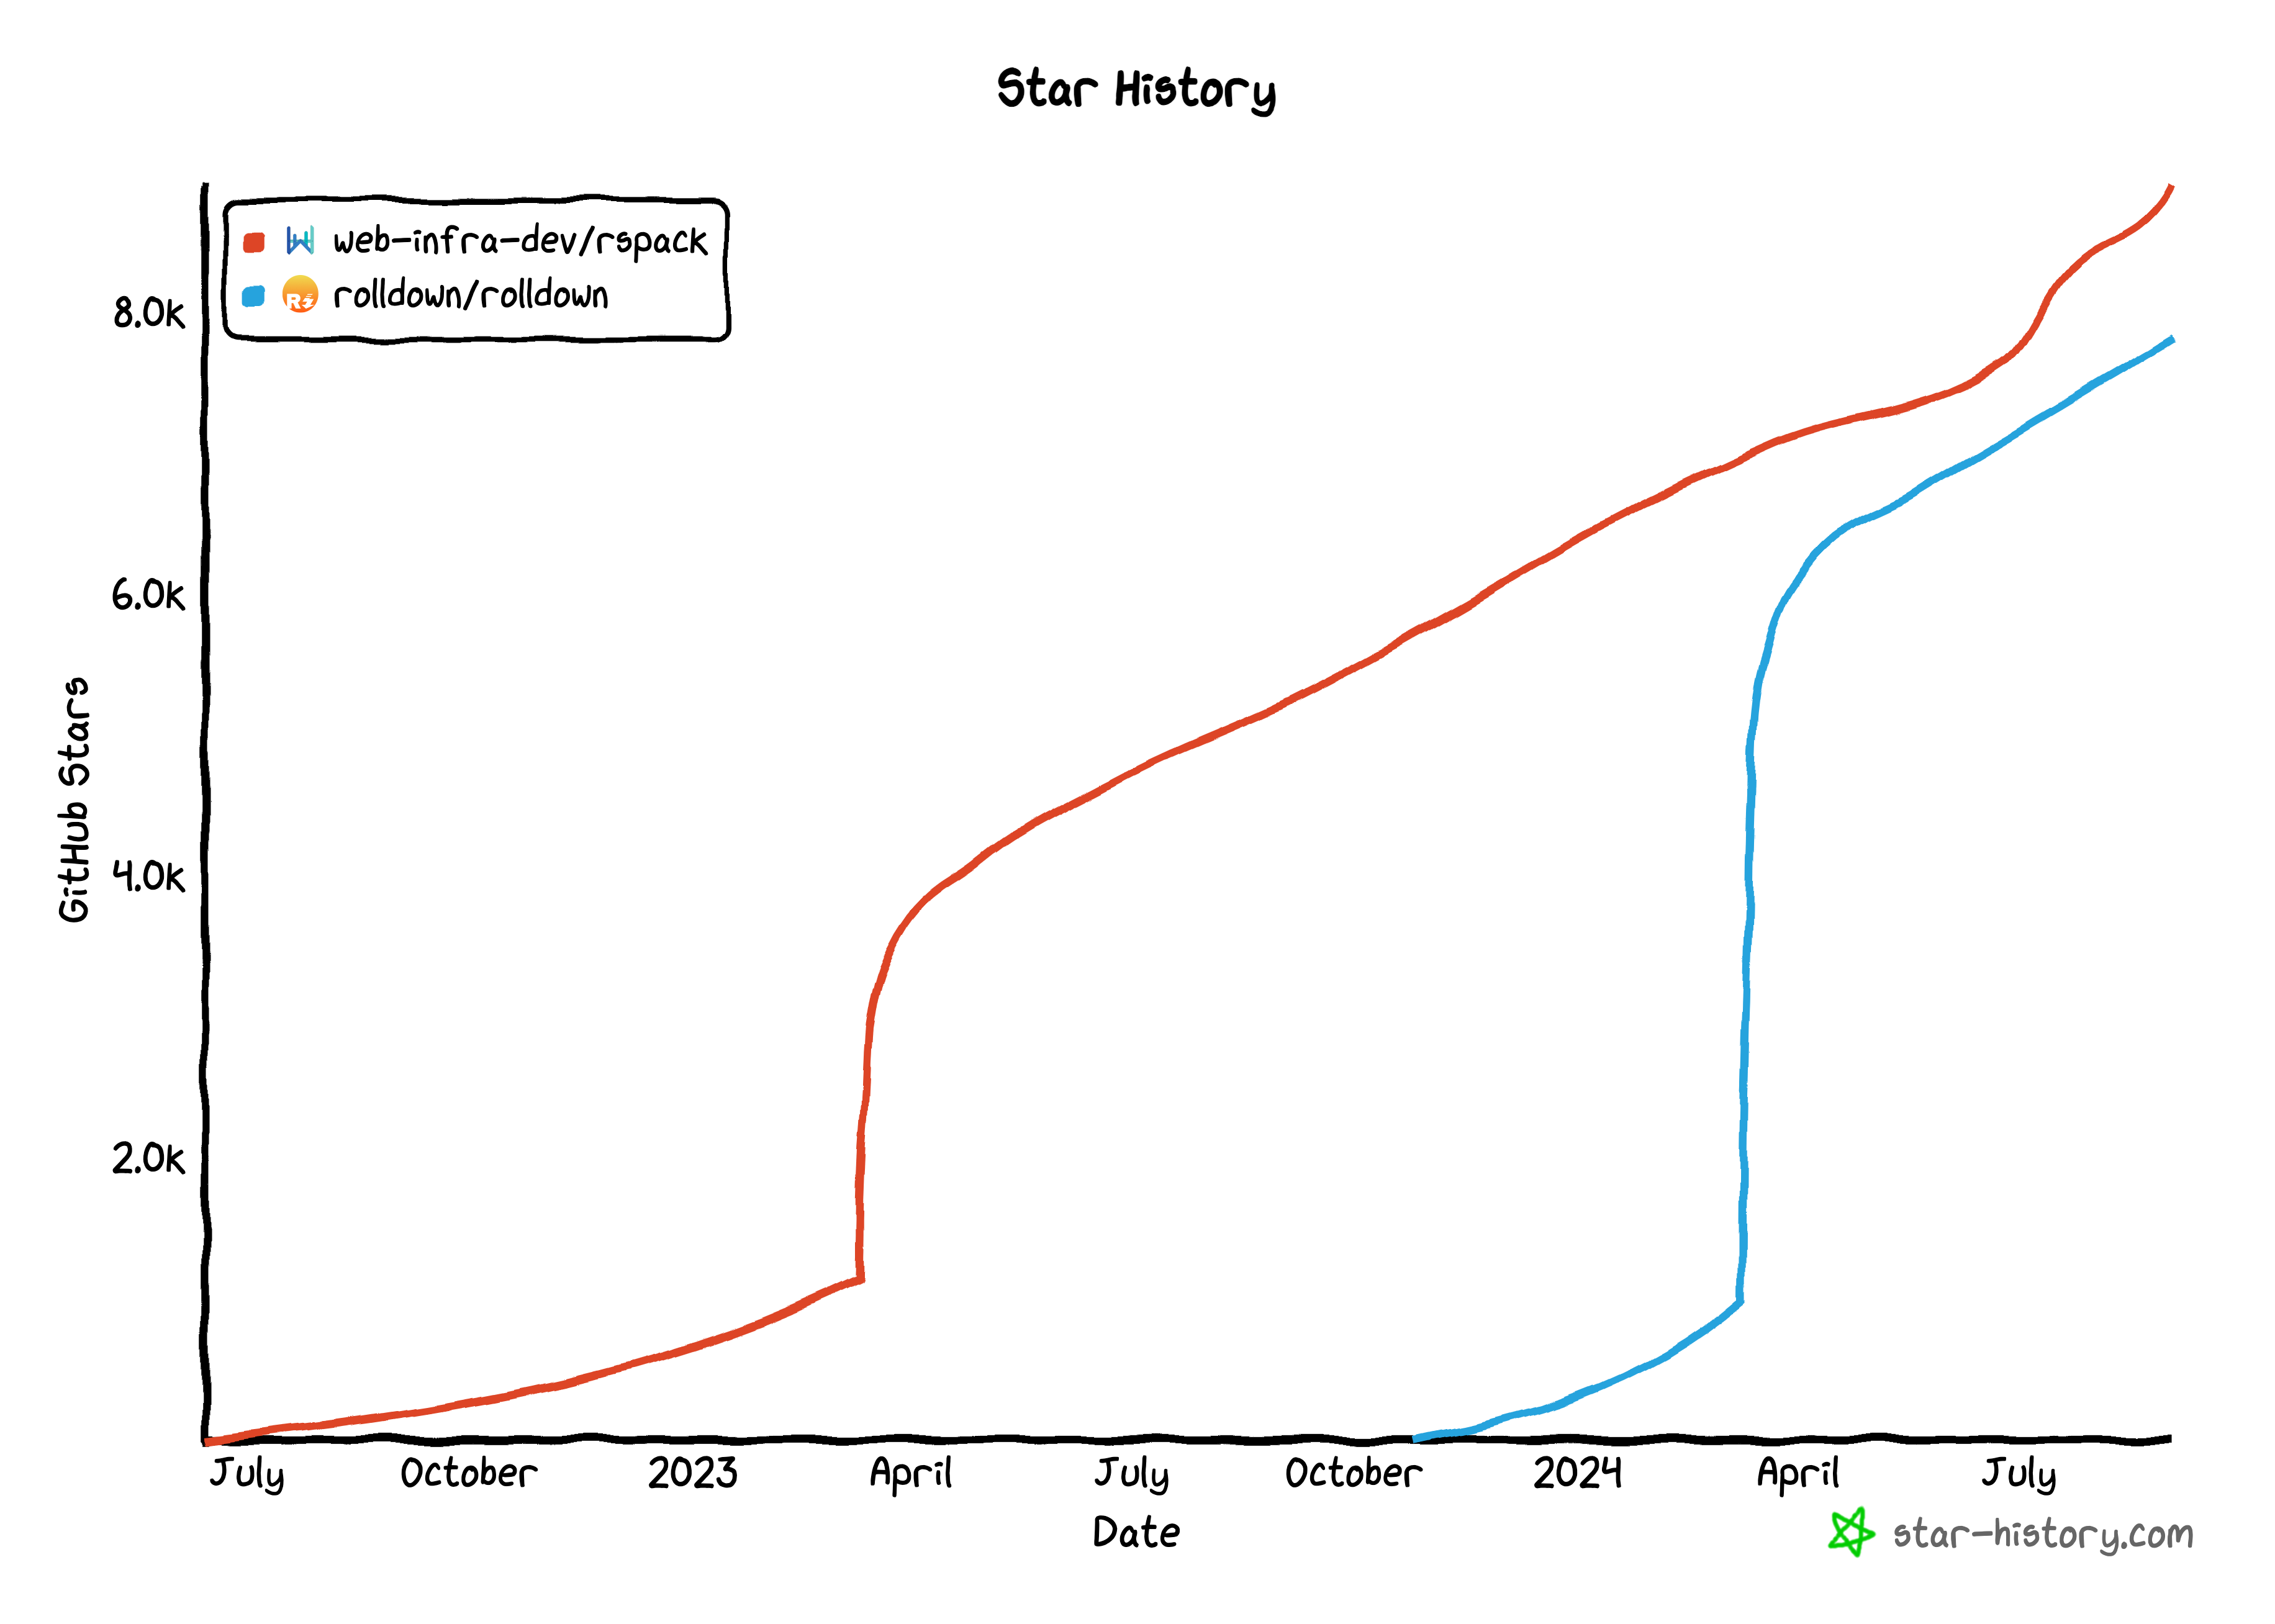 Star History
web-infra-dev/rspack
rolldown/rolldown
8.0K
6.0K
4.0K
2.0K
GitHub Stars
July October 2023 April July October 2024 April July
Date
star-history.com